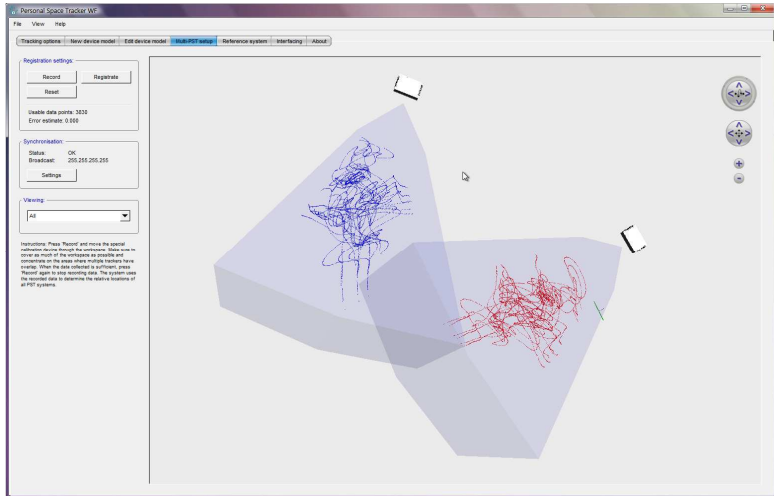 Personal Space Tracker WF
File View Help
Tracking options New device model Edit device model Multi-PST setup Reference system Interfacing About
Registration settings:
Record Registrate
Reset
Usable data points: 3830
Error estimate: 0.000
Synchronisation:
Status: OK
Broadcast: 255.255.255.255
Settings
Viewing:
All
Instructions: Press 'Record' and move the special
calibration device through the workspace. Make sure to
cover as much of the workspace as possible and
concentrate on the areas where multiple trackers have
overlap. When the data collected is sufficient, press
'Record' again to stop recording data. The system uses
the recorded data to determine the relative locations of
all PST systems.